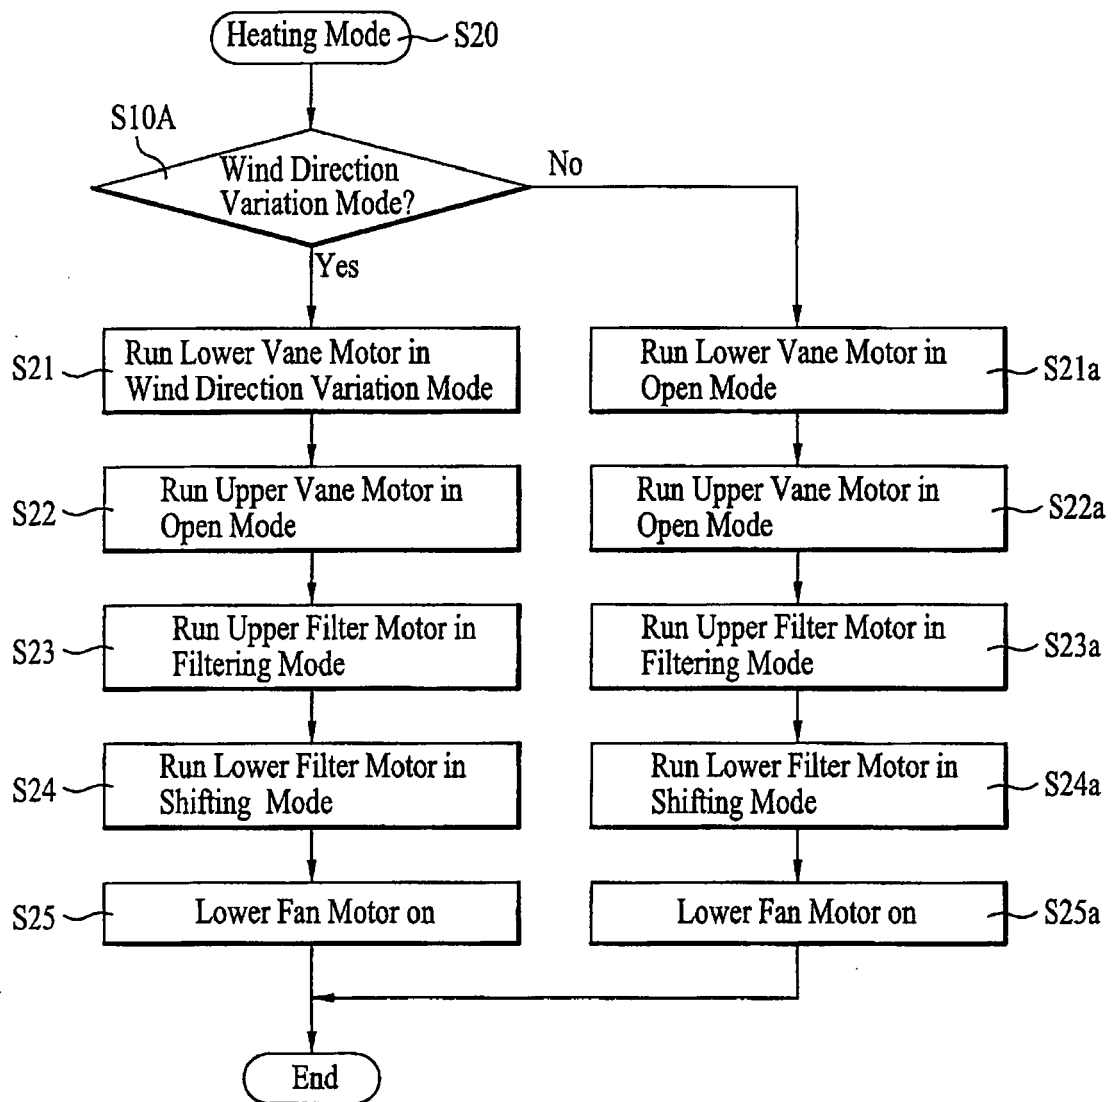 Heating Mode
S20
S10A
Wind Direction
Variation Mode?
No
Yes
S21
Run Lower Vane Motor in
Wind Direction Variation Mode
Run Lower Vane Motor in
Open Mode
S21a
S22
Run Upper Vane Motor in
Open Mode
Run Upper Vane Motor in
Open Mode
S22a
S23
Run Upper Filter Motor in
Filtering Mode
Run Upper Filter Motor in
Filtering Mode
S23a
S24
Run Lower Filter Motor in
Shifting Mode
Run Lower Filter Motor in
Shifting Mode
S24a
S25
Lower Fan Motor on
Lower Fan Motor on
S25a
End